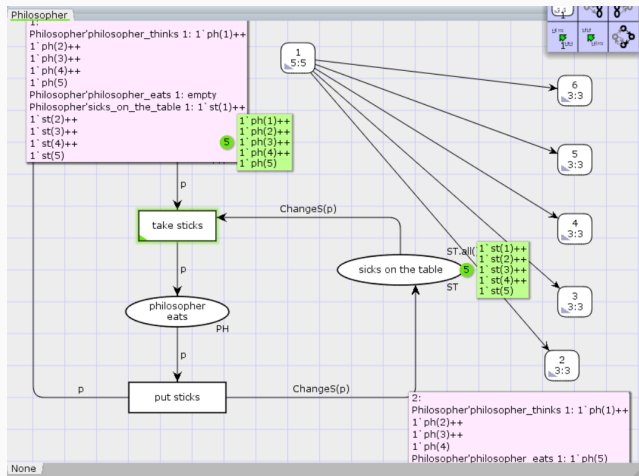 Philosopher
1:
Philosopher'philosopher_thinks 1: 1`ph(1)++
1`ph(2)++
1`ph(3)++
1`ph(4)++
1`ph(5)
Philosopher'philosopher_eats 1: empty
Philosopher'sicks_on_the_table 1: 1`st(1)++
1`st(2)++
1`st(3)++
1`st(4)++
1`st(5)
5
1`ph(1)++
1`ph(2)++
1`ph(3)++
1`ph(4)++
1`ph(5)
1
5:5
6
3:3
5
3:3
4
3:3
3
3:3
2
3:3
p
take sticks
ChangeS(p)
p
philosopher
eats
PH
p
put sticks
p
ChangeS(p)
sicks on the table
ST.all(
ST
5
1`st(1)++
1`st(2)++
1`st(3)++
1`st(4)++
1`st(5)
2:
Philosopher'philosopher_thinks 1: 1`ph(1)++
1`ph(2)++
1`ph(3)++
1`ph(4)
Philosopher'philosopher_eats 1: 1`ph(5)
None